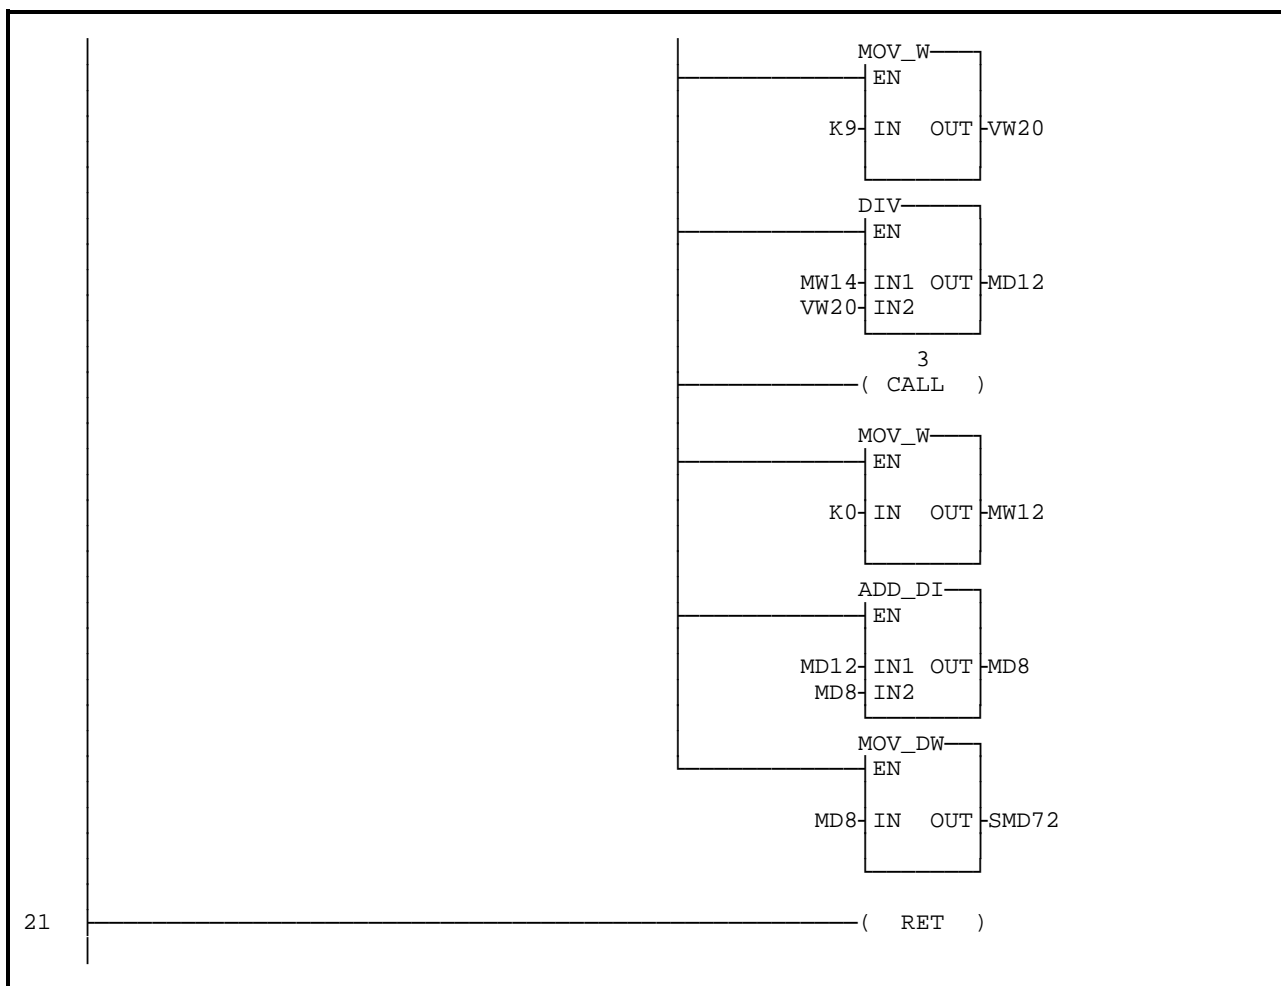 MOV_W
EN
K9 IN OUT VW20
DIV
EN
MW14 IN1 OUT MD12
VW20 IN2
3
( CALL )
MOV_W
EN
K0 IN OUT MW12
ADD_DI
EN
MD12 IN1 OUT MD8
MD8 IN2
MOV_DW
EN
MD8 IN OUT SMD72
21 ( RET )